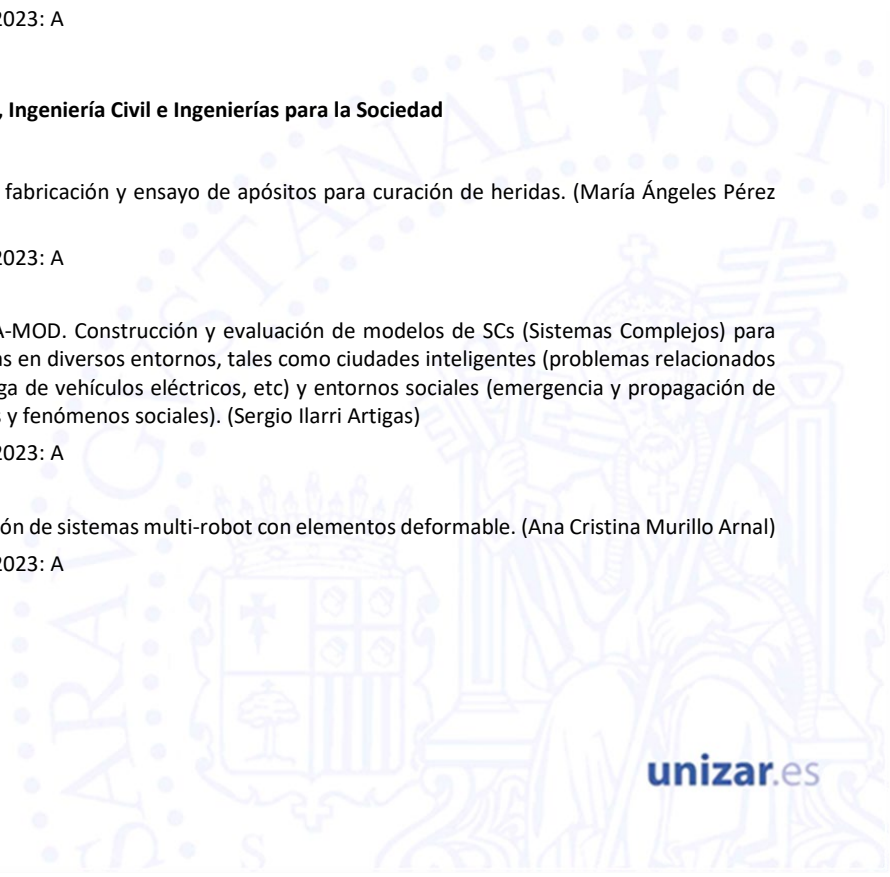 2023: A
, Ingeniería Civil e Ingenierías para la Sociedad
fabricación y ensayo de apósitos para curación de heridas. (María Ángeles Pérez
2023: A
A-MOD. Construcción y evaluación de modelos de SCs (Sistemas Complejos) para
as en diversos entornos, tales como ciudades inteligentes (problemas relacionados
ga de vehículos eléctricos, etc) y entornos sociales (emergencia y propagación de
s y fenómenos sociales). (Sergio Ilarri Artigas)
2023: A
ón de sistemas multi-robot con elementos deformable. (Ana Cristina Murillo Arnal)
2023: A
unizar.es